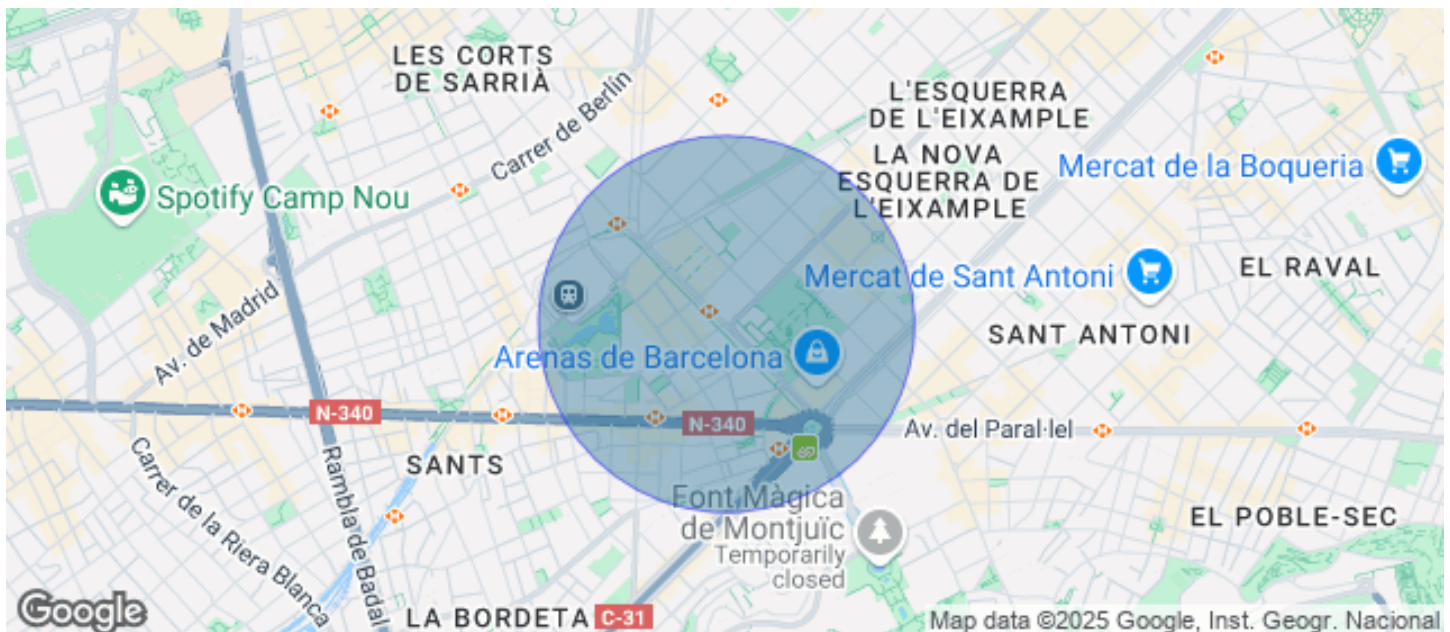 LES CORTS
DE SARRIÀ
Carrer de Berlín
L'ESQUERRA
DE L'EIXAMPLE
LA NOVA
ESQUERRA DE
L'EIXAMPLE
Mercat de la Boqueria
Spotify Camp Nou
Mercat de Sant Antoni
EL RAVAL
Av. de Madrid
SANT ANTONI
Arenas de Barcelona
N-340
N-340
Av. del Paral·lel
SANTS
Carrer de la Riera Blanca
Rambla de Badal
Font Màgica
de Montjuïc
Temporarily
closed
EL POBLE-SEC
LA BORDETA
C-31
Google
Map data ©2025 Google, Inst. Geogr. Nacional